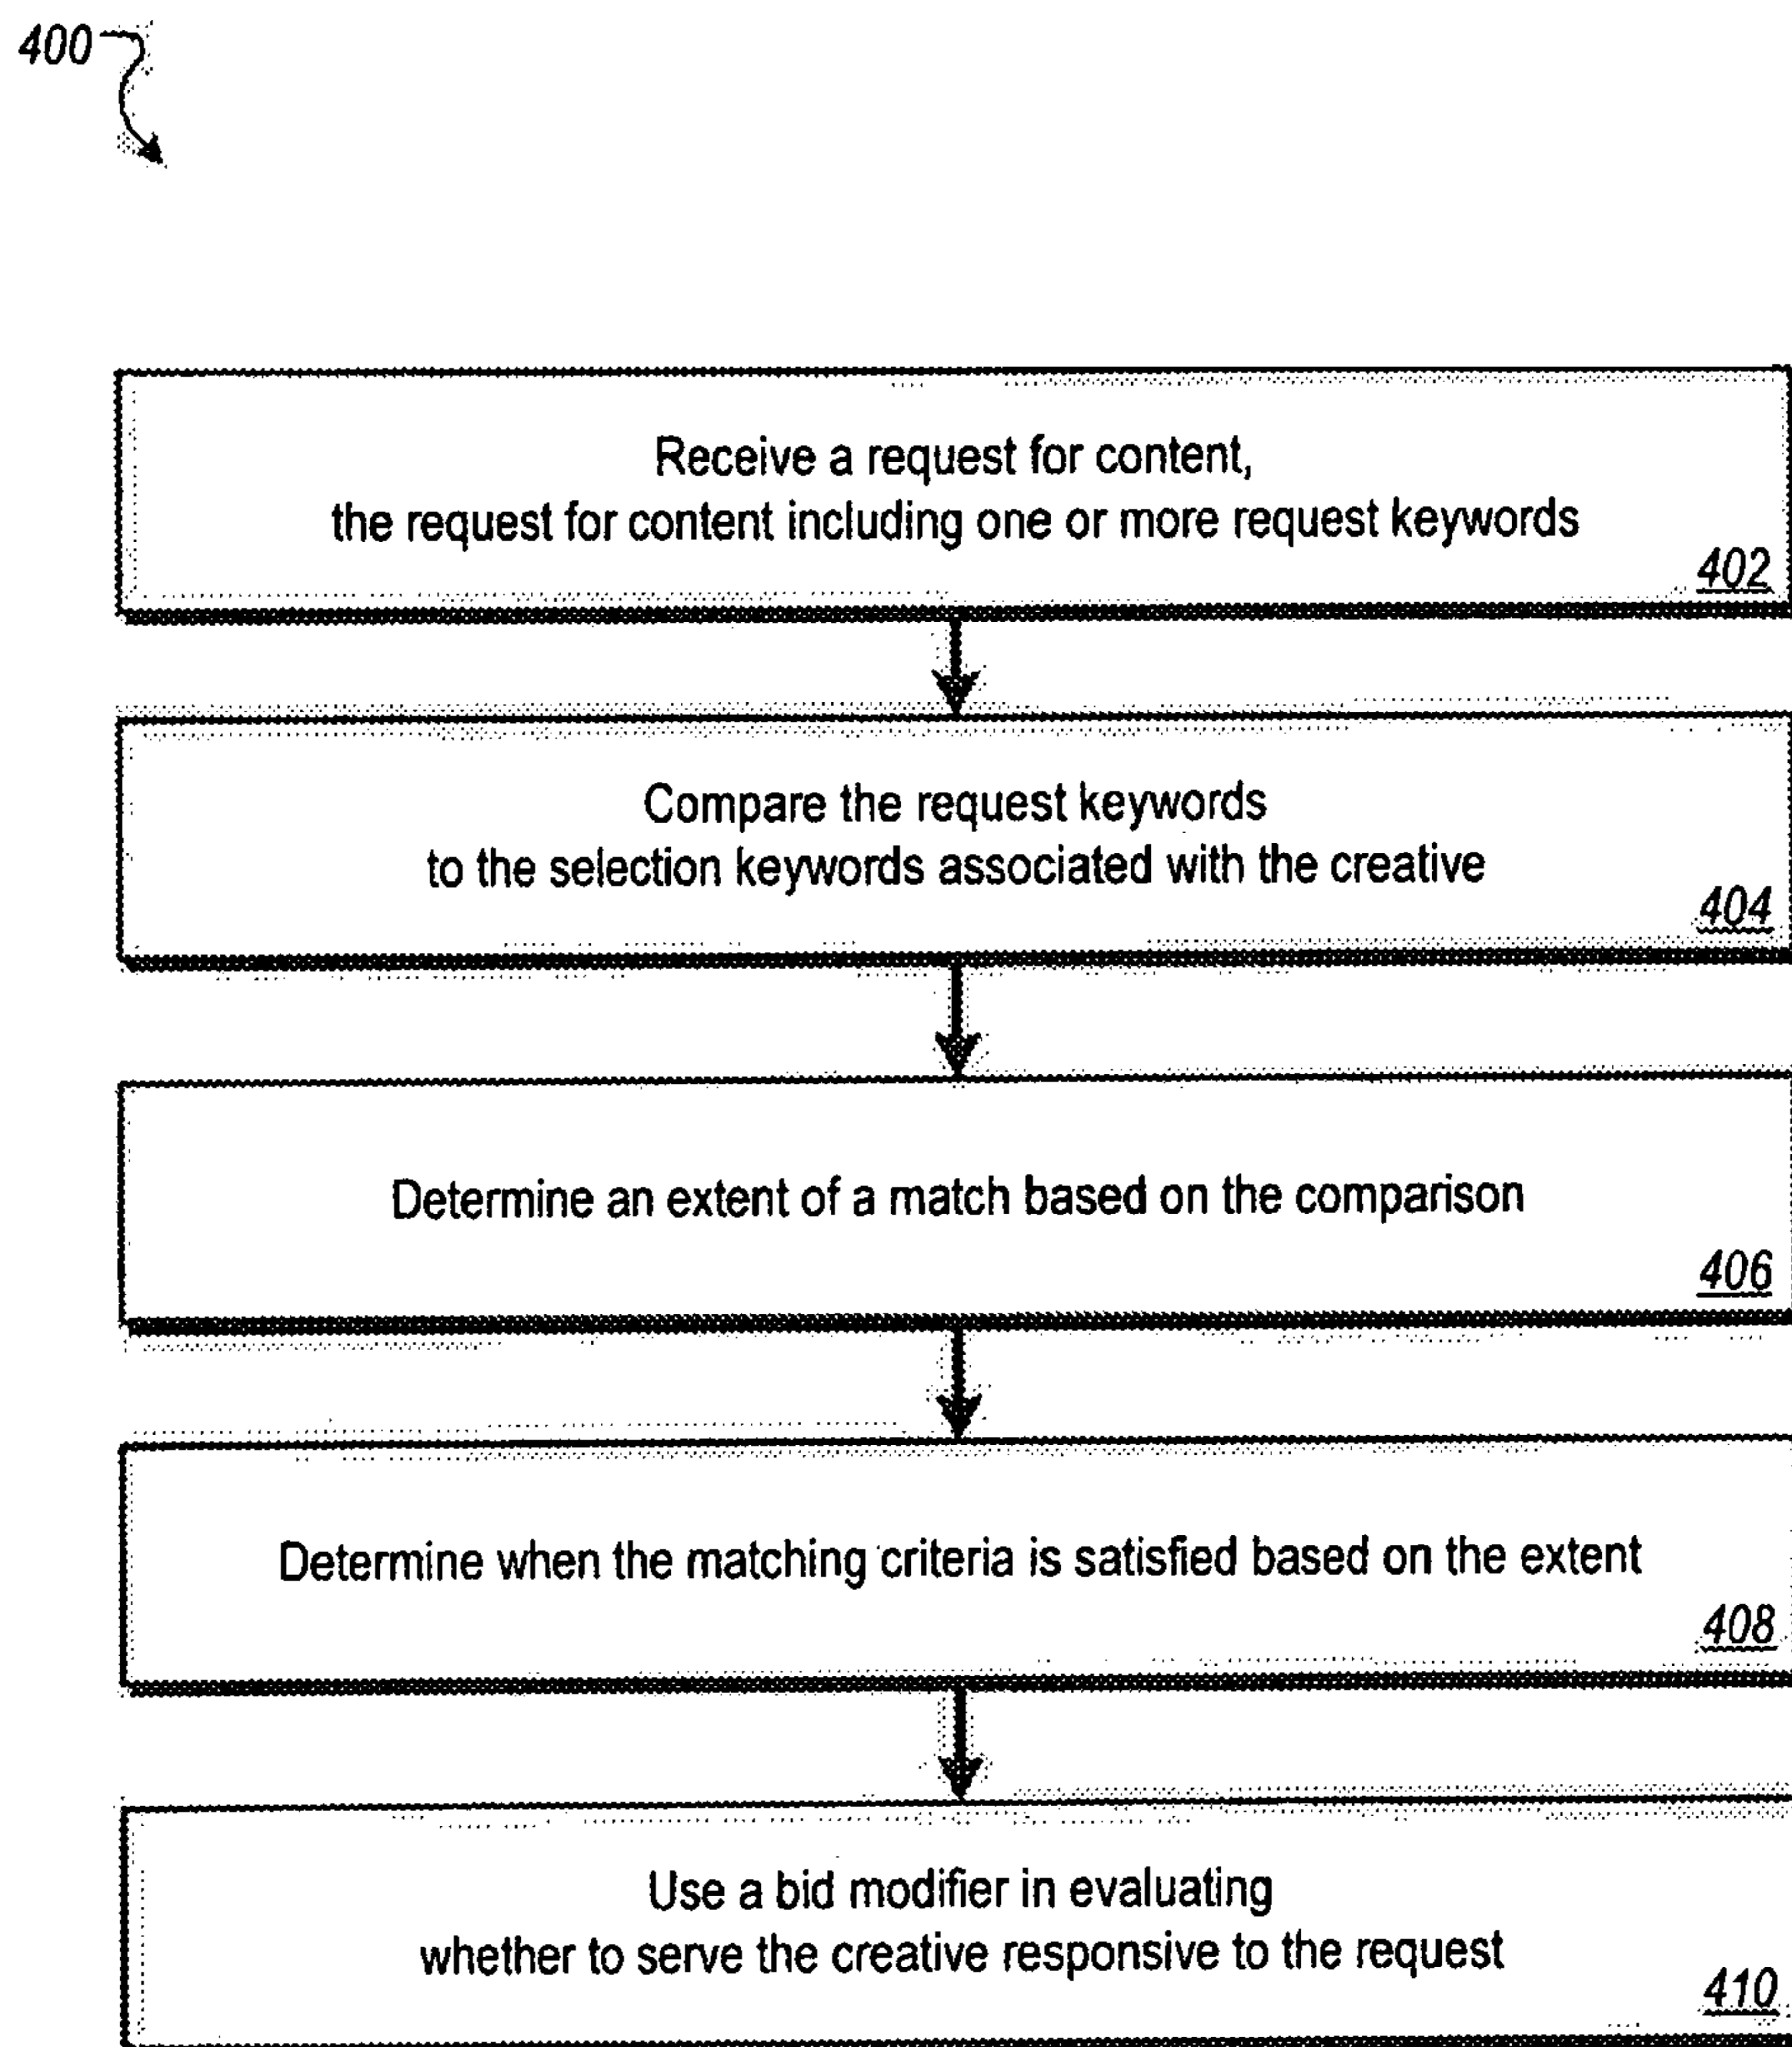 400
Receive a request for content,
the request for content including one or more request keywords
402
Compare the request keywords
to the selection keywords associated with the creative
404
Determine an extent of a match based on the comparison
406
Determine when the matching criteria is satisfied based on the extent
408
Use a bid modifier in evaluating
whether to serve the creative responsive to the request
410